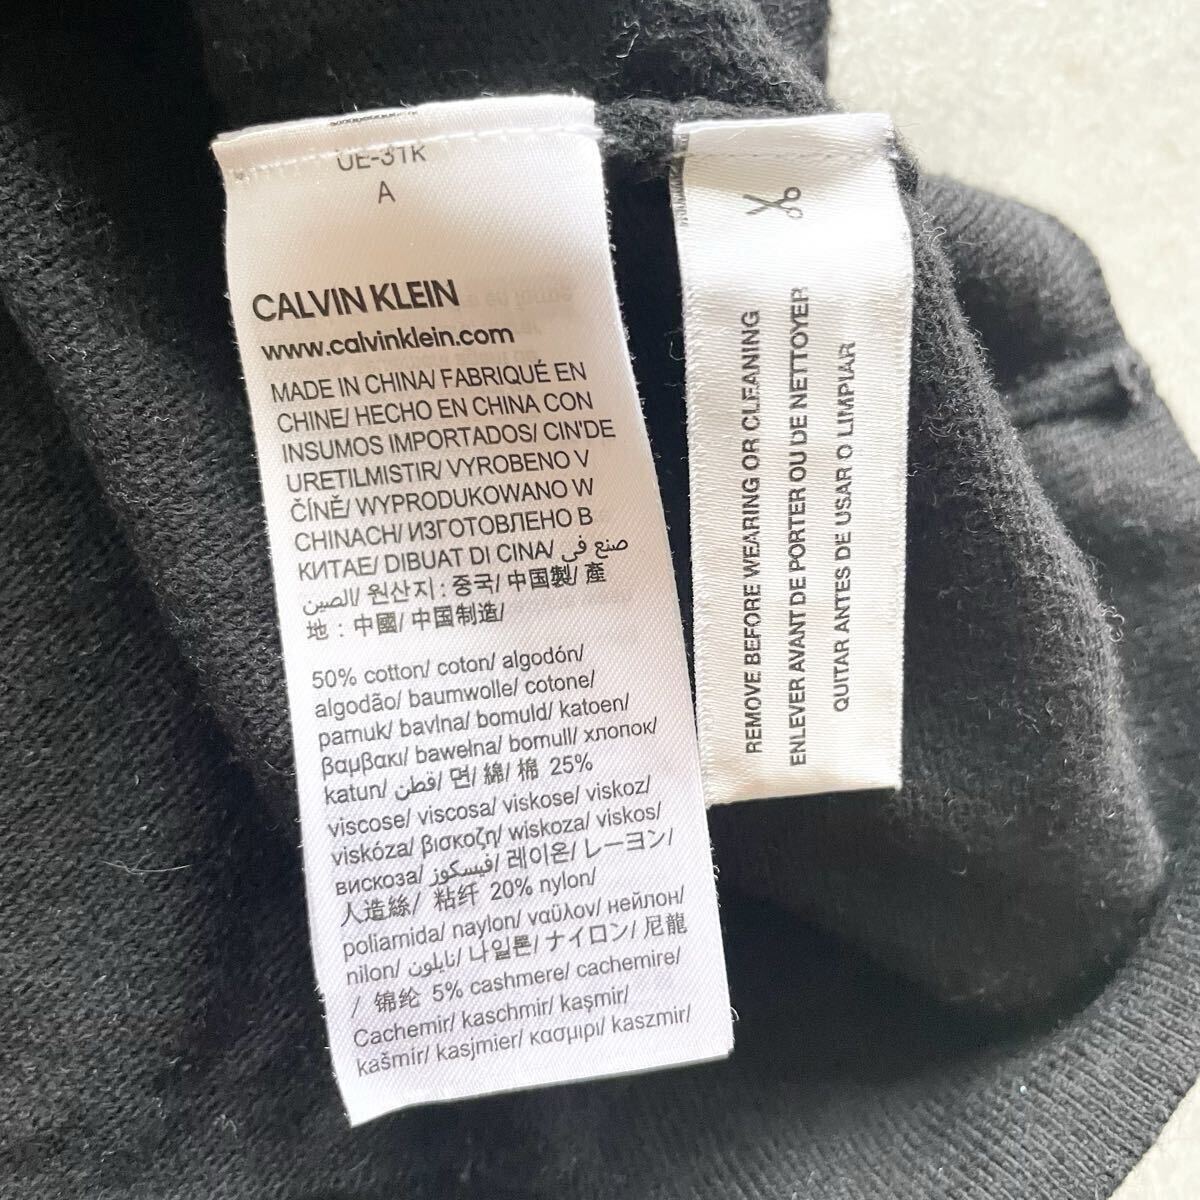 UE-31K
A
CALVIN KLEIN
www.calvinklein.com
MADE IN CHINA/ FABRIQUÉ EN
CHINE/ HECHO EN CHINA CON
INSUMOS IMPORTADOS/ CIN'DE
URETILMISTIR/ VYROBENO V
ČÍNĚ/ WYPRODUKOWANO W
CHINACH/ ИЗГОТОВЛЕНО В
КИТАЕ/ DIBUAT DI CINA/ صنع في
الصين/ 원산지 : 중국/ 中国製/ 產
地 : 中國/ 中国制造/
50% cotton/ coton/ algodón/
algodão/ baumwolle/ cotone/
pamuk/ bavlna/ bomuld/ katoen/
βαμβακι/ bawełna/ bomull/ хлопок/
katun/ قطن/ 면/ 綿/ 棉 25%
viscose/ viscosa/ viskose/ viskoz/
viskóza/ βισκοζη/ wiskoza/ viskos/
вискоза/ فيسكوز/ 레이온/ レーヨン/
人造絲/ 粘纤 20% nylon/
poliamida/ naylon/ ναϋλον/ нейлон/
nilon/ نايلون/ 나일론/ ナイロン/ 尼龍
/ 锦纶 5% cashmere/ cachemire/
Cachemir/ kaschmir/ kaşmir/
kašmír/ kasjmier/ κασμιρι/ kaszmir/
REMOVE BEFORE WEARING OR CLEANING
ENLEVER AVANT DE PORTER OU DE NETTOYER
QUITAR ANTES DE USAR O LIMPIAR